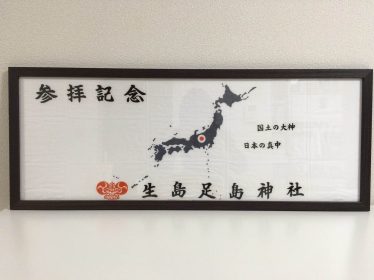 参拝記念
国土の大神
日本の真中
生島足島神社